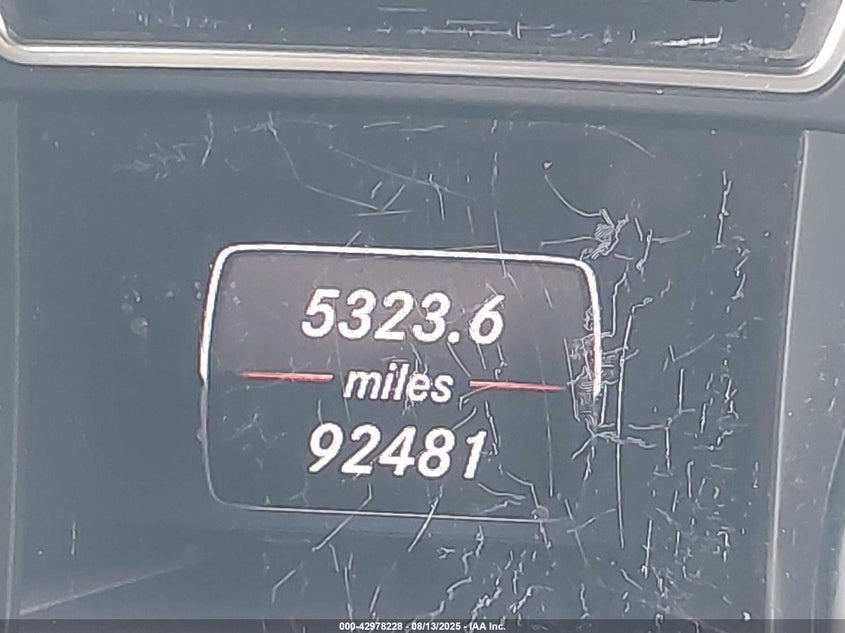 5323.6
miles
92481
000-42978228 - 08/13/2025 - IAA Inc.